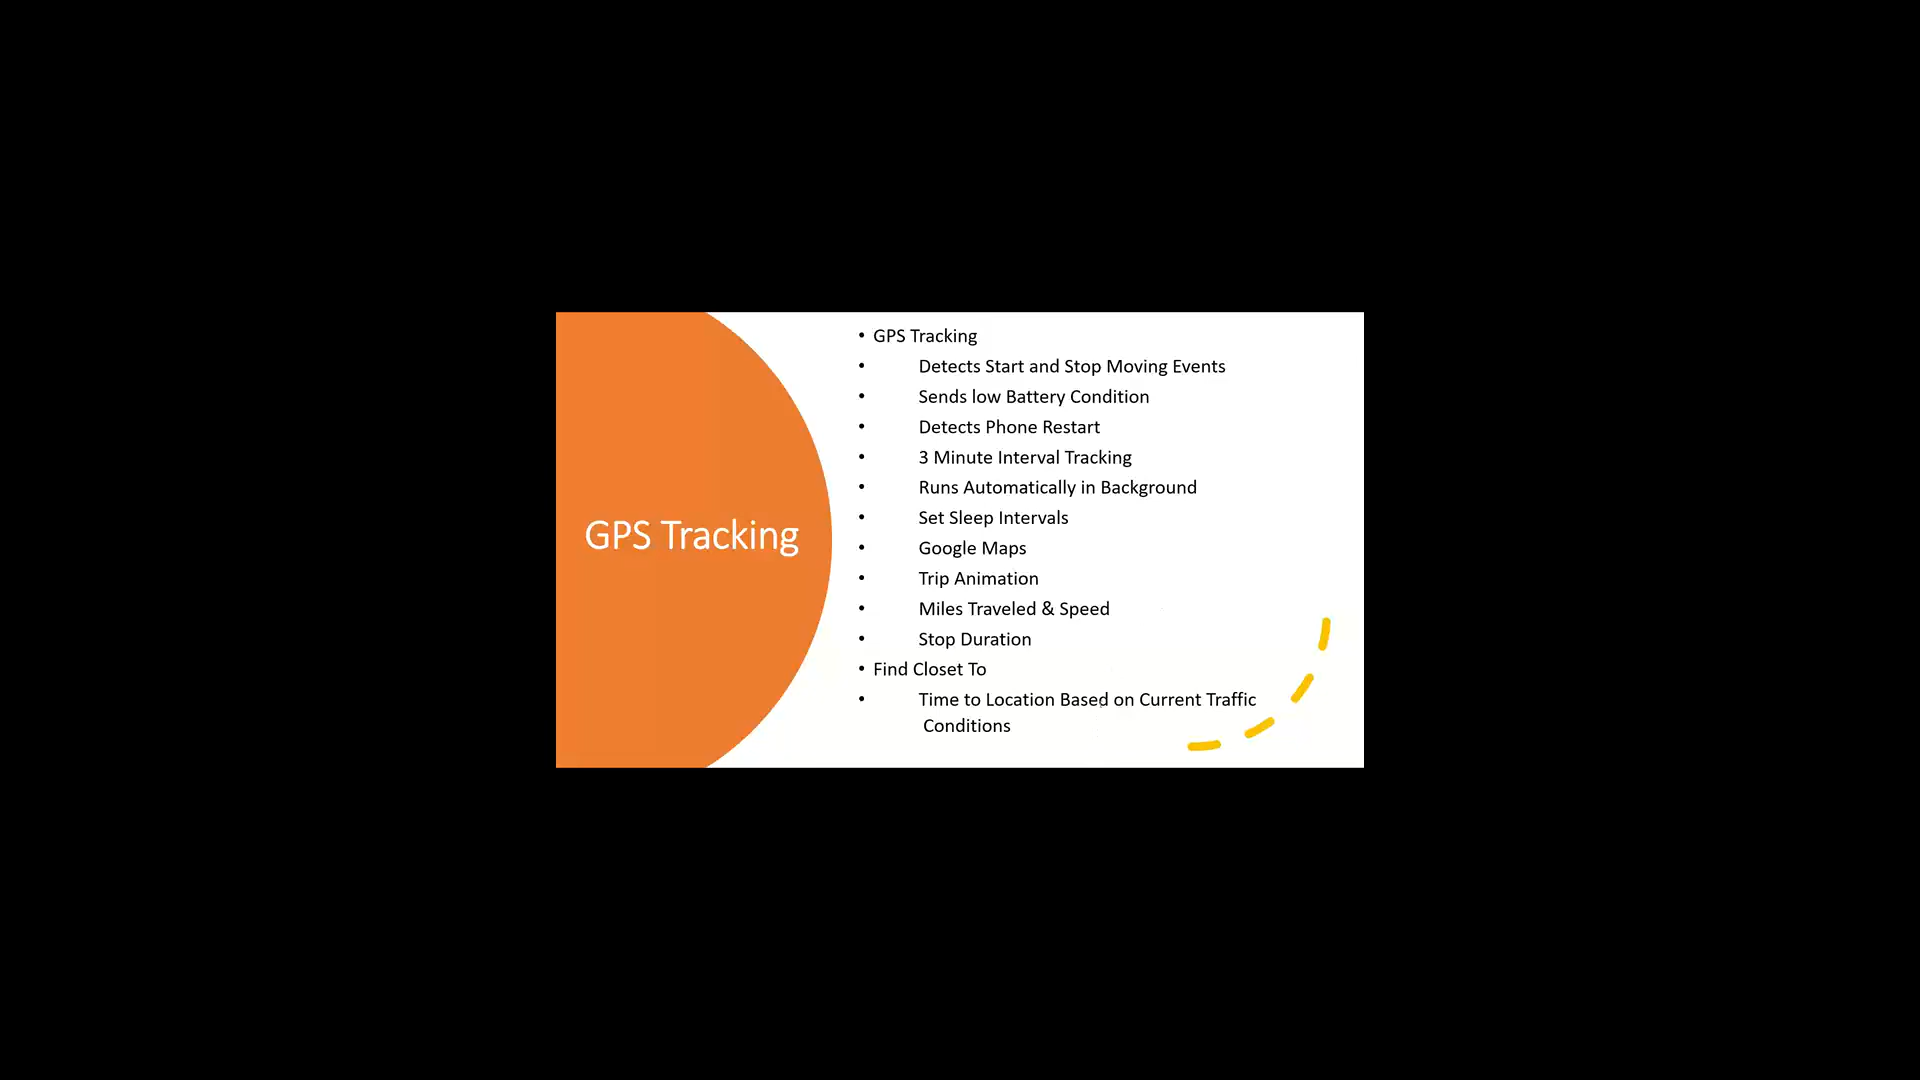 GPS Tracking
• GPS Tracking
• Detects Start and Stop Moving Events
• Sends low Battery Condition
• Detects Phone Restart
• 3 Minute Interval Tracking
• Runs Automatically in Background
• Set Sleep Intervals
• Google Maps
• Trip Animation
• Miles Traveled & Speed
• Stop Duration
• Find Closet To
• Time to Location Based on Current Traffic
Conditions